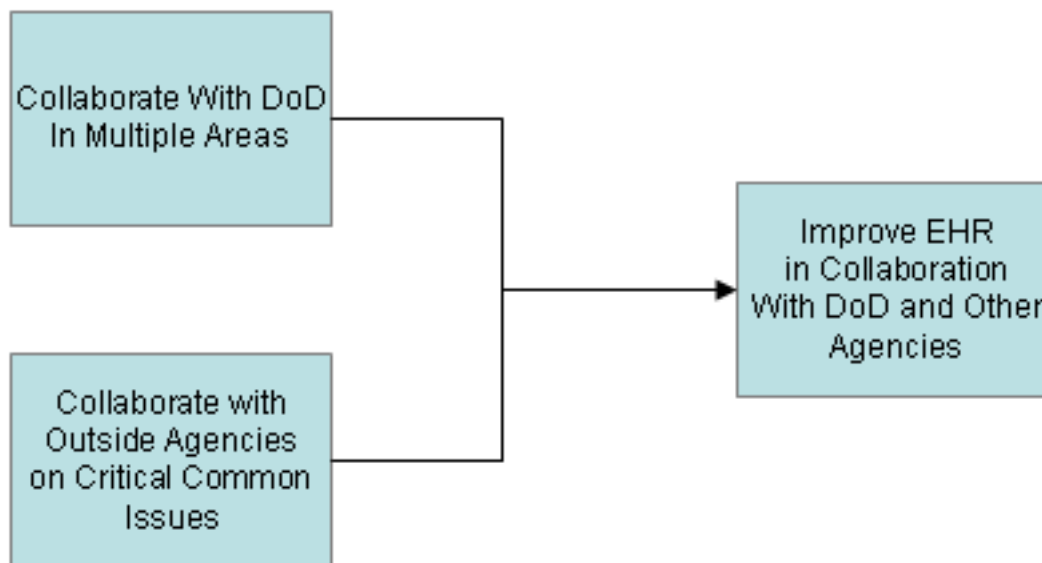 Collaborate With DoD
In Multiple Areas
Improve EHR
in Collaboration
With DoD and Other
Agencies
Collaborate with
Outside Agencies
on Critical Common
Issues